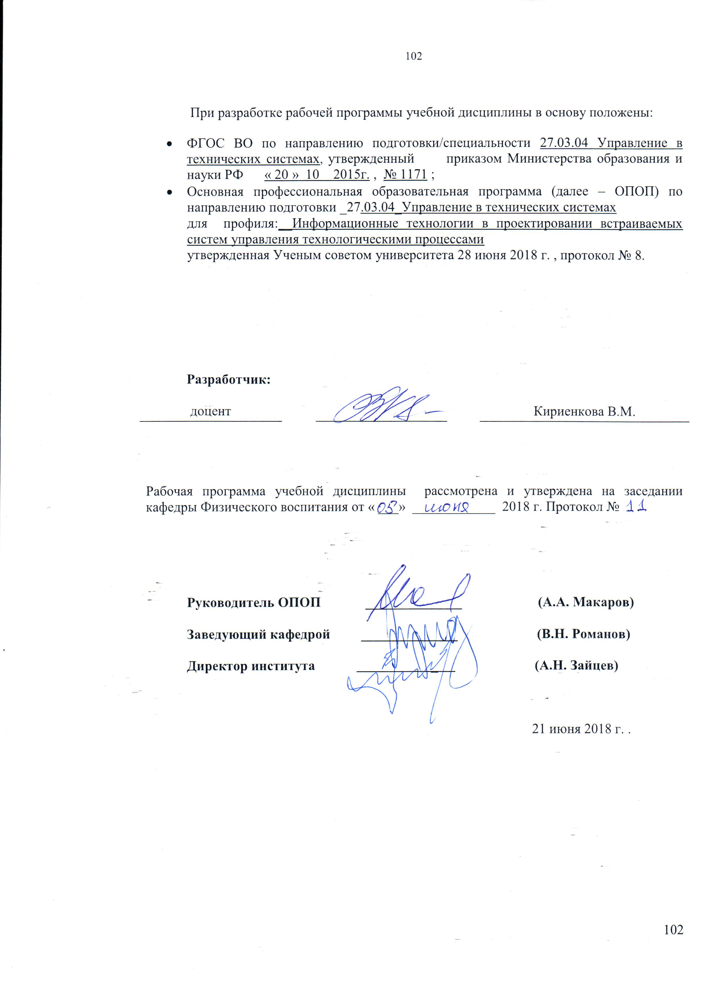 102
При разработке рабочей программы учебной дисциплины в основу положены:
• ФГОС ВО по направлению подготовки/специальности 27.03.04 Управление в
технических системах, утвержденный приказом Министерства образования и
науки РФ « 20 » 10 2015г. , № 1171 ;
• Основная профессиональная образовательная программа (далее – ОПОП) по
направлению подготовки _27.03.04_Управление в технических системах
для профиля:__Информационные технологии в проектировании встраиваемых
систем управления технологическими процессами
утвержденная Ученым советом университета 28 июня 2018 г. , протокол № 8.
Разработчик:
доцент Кириенкова В.М.
Рабочая программа учебной дисциплины рассмотрена и утверждена на заседании
кафедры Физического воспитания от «05» июня 2018 г. Протокол № 11
Руководитель ОПОП (А.А. Макаров)
Заведующий кафедрой (В.Н. Романов)
Директор института (А.Н. Зайцев)
21 июня 2018 г. .
102